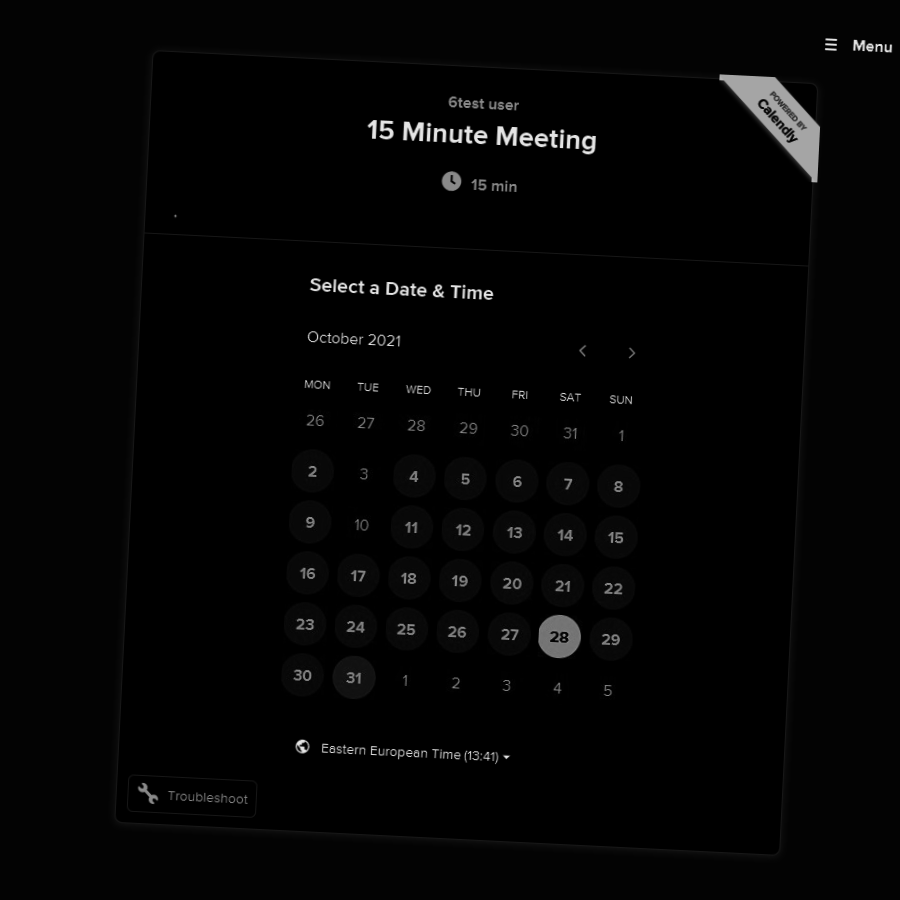 Menu
POWERED BY
Calendly
6test user
15 Minute Meeting
15 min
Select a Date & Time
October 2021
MON TUE WED THU FRI SAT SUN
26 27 28 29 30 31 1
2 3 4 5 6 7 8
9 10 11 12 13 14 15
16 17 18 19 20 21 22
23 24 25 26 27 28 29
30 31 1 2 3 4 5
Eastern European Time (13:41)
Troubleshoot